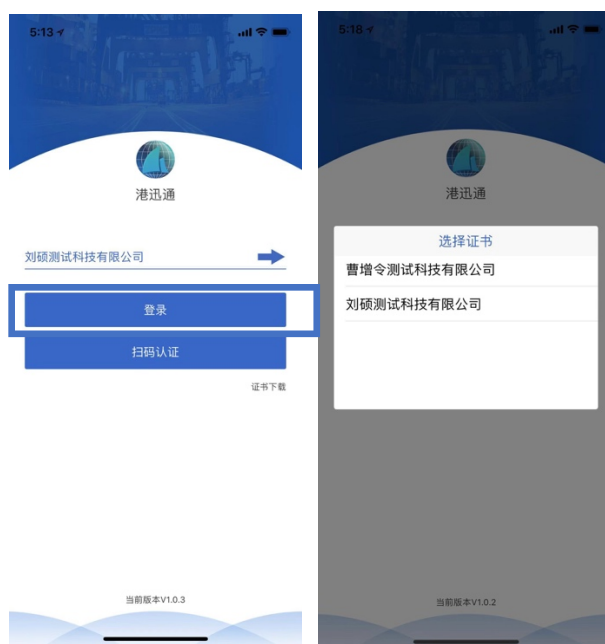 5:13
港迅通
刘硕测试科技有限公司
登录
扫码认证
证书下载
当前版本V1.0.3
5:18
港迅通
选择证书
曹增令测试科技有限公司
刘硕测试科技有限公司
当前版本V1.0.2